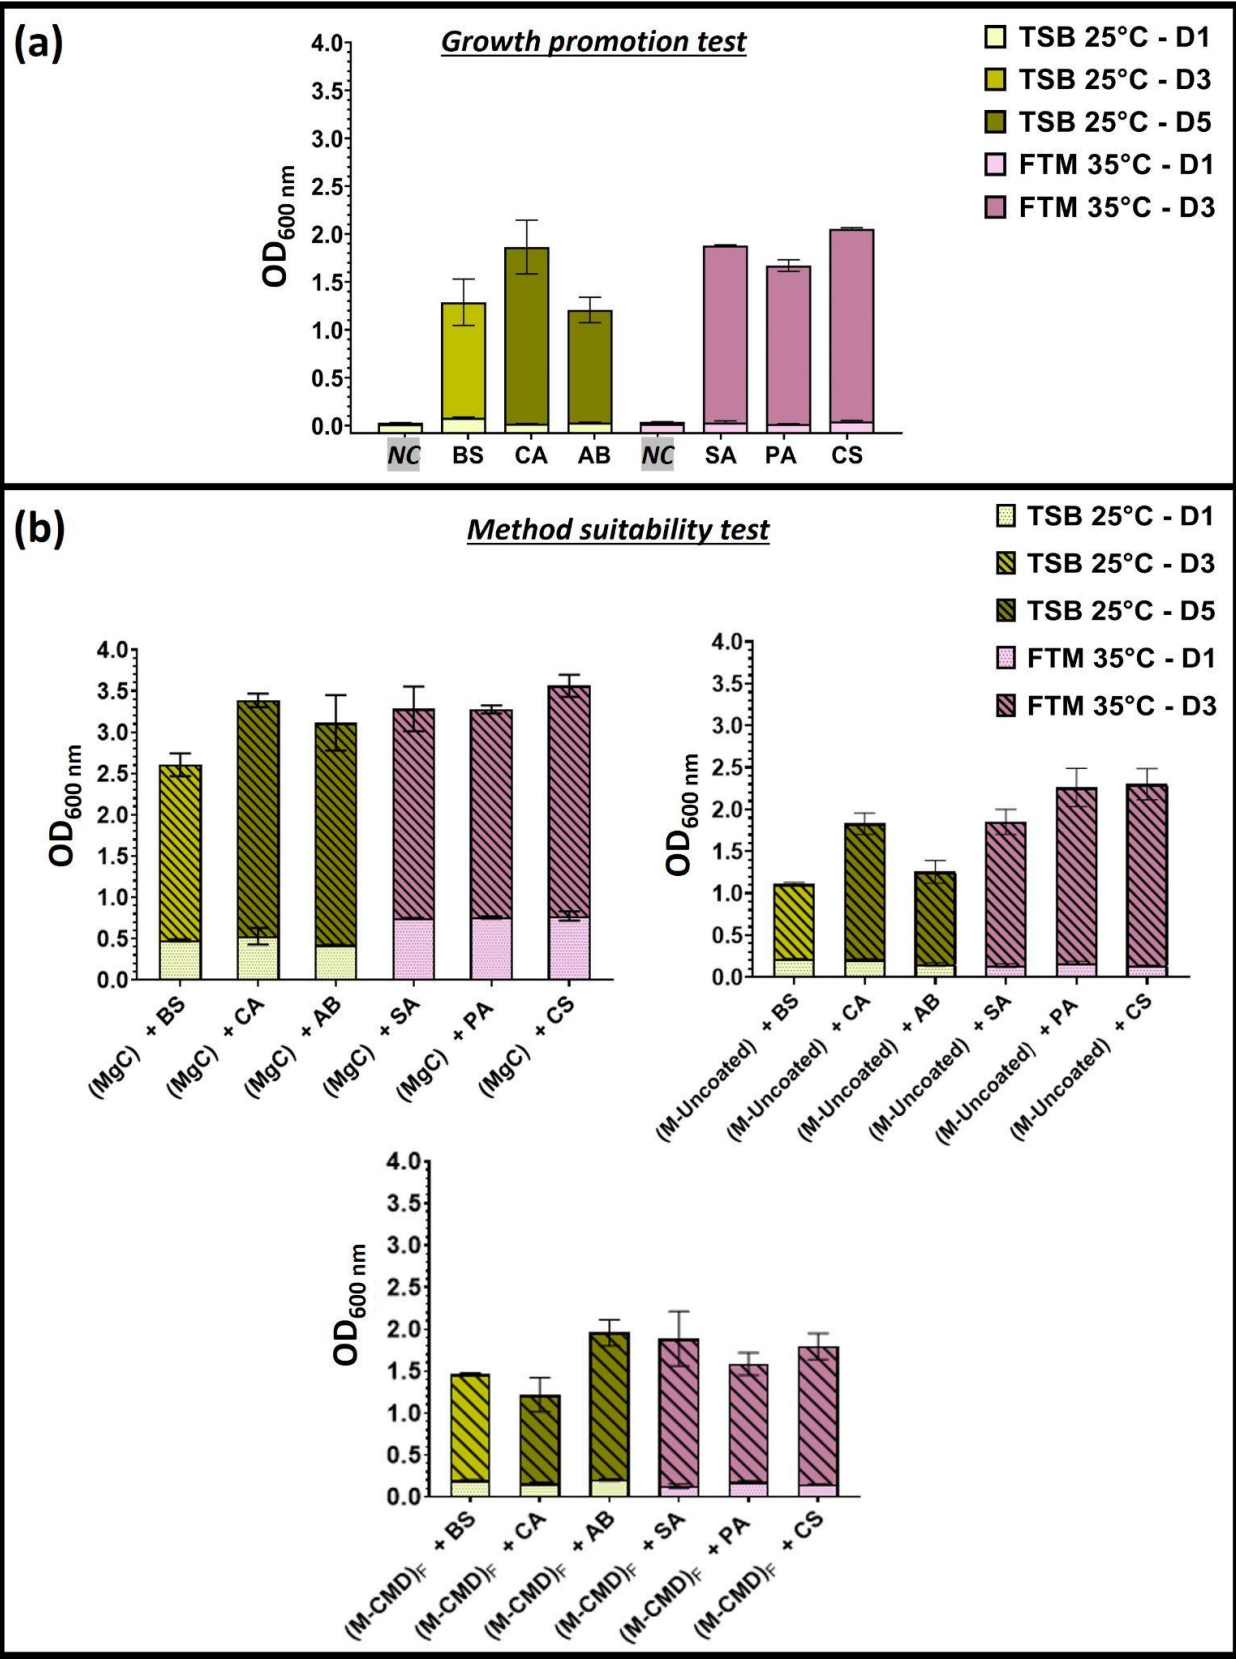 (a)
Growth promotion test
TSB 25°C - D1
TSB 25°C - D3
TSB 25°C - D5
FTM 35°C - D1
FTM 35°C - D3
OD600 nm
4.0
3.5
3.0
2.5
2.0
1.5
1.0
0.5
0.0
NC BS CA AB NC SA PA CS
(b)
Method suitability test
TSB 25°C - D1
TSB 25°C - D3
TSB 25°C - D5
FTM 35°C - D1
FTM 35°C - D3
OD600 nm
4.0
3.5
3.0
2.5
2.0
1.5
1.0
0.5
0.0
(MgC) + BS
(MgC) + CA
(MgC) + AB
(MgC) + SA
(MgC) + PA
(MgC) + CS
OD600 nm
4.0
3.5
3.0
2.5
2.0
1.5
1.0
0.5
0.0
(M-Uncoated) + BS
(M-Uncoated) + CA
(M-Uncoated) + AB
(M-Uncoated) + SA
(M-Uncoated) + PA
(M-Uncoated) + CS
OD600 nm
4.0
3.5
3.0
2.5
2.0
1.5
1.0
0.5
0.0
(M-CMD)F + BS
(M-CMD)F + CA
(M-CMD)F + AB
(M-CMD)F + SA
(M-CMD)F + PA
(M-CMD)F + CS